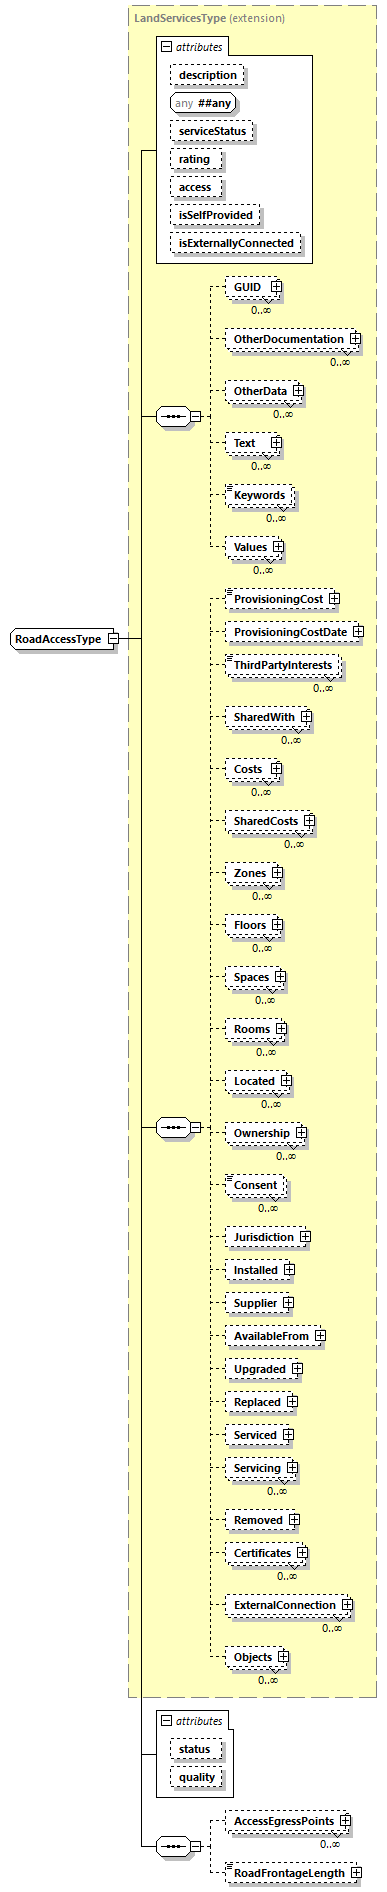 LandServicesType (extension)
attributes
description
any ##any
serviceStatus
rating
access
isSelfProvided
isExternallyConnected
GUID
0..∞
OtherDocumentation
0..∞
OtherData
0..∞
Text
0..∞
Keywords
0..∞
Values
0..∞
RoadAccessType
ProvisioningCost
ProvisioningCostDate
ThirdPartyInterests
0..∞
SharedWith
0..∞
Costs
0..∞
SharedCosts
0..∞
Zones
0..∞
Floors
0..∞
Spaces
0..∞
Rooms
0..∞
Located
0..∞
Ownership
0..∞
Consent
0..∞
Jurisdiction
Installed
Supplier
AvailableFrom
Upgraded
Replaced
Serviced
Servicing
0..∞
Removed
Certificates
0..∞
ExternalConnection
0..∞
Objects
0..∞
attributes
status
quality
AccessEgressPoints
0..∞
RoadFrontageLength